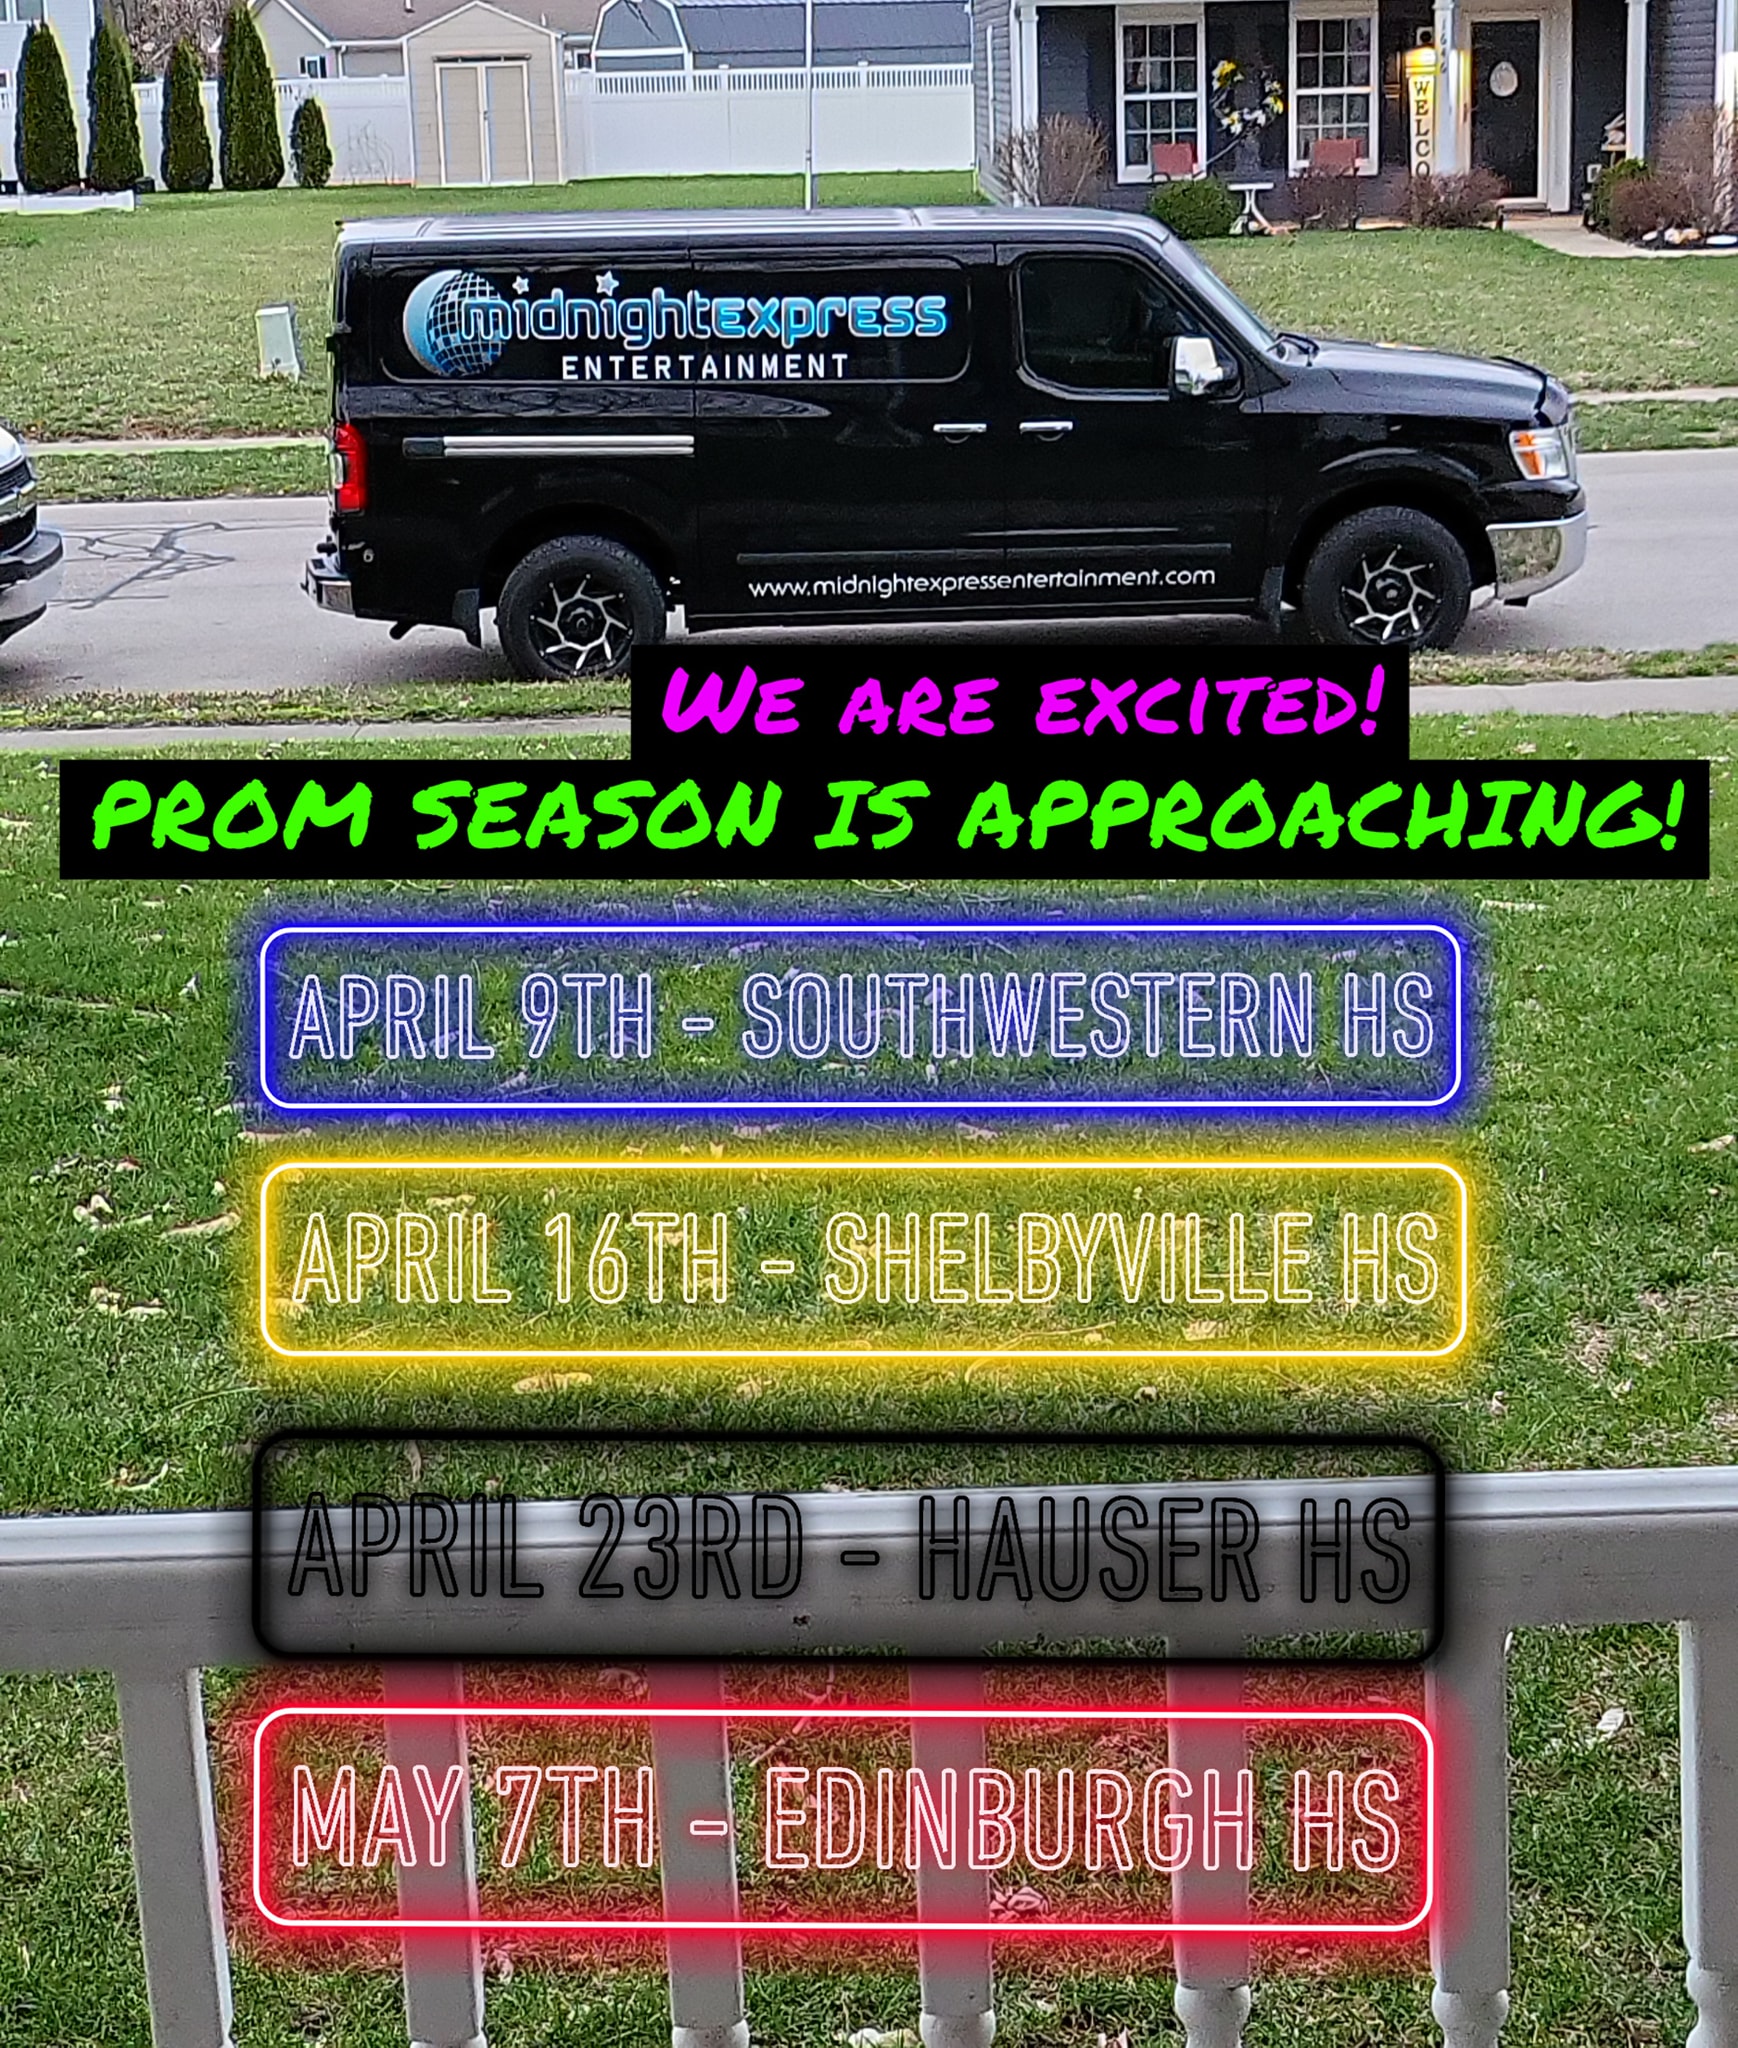 WELCO
midnightexpress
ENTERTAINMENT
6
www.midnightexpressentertainment.com
WE ARE EXCITED!
PROM SEASON IS APPROACHING!
APRIL 9TH - SOUTHWESTERN HS
APRIL 16TH - SHELBYVILLE HS
APRIL 23RD - HAUSER HS
MAY 7TH - EDINBURGH HS